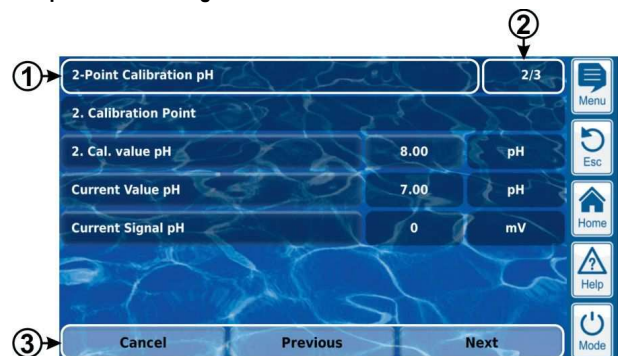 2
1
2-Point Calibration pH 2/3
Menu
2. Calibration Point
2. Cal. value pH 8.00 pH
Esc
Current Value pH 7.00 pH
Home
Current Signal pH 0 mV
Help
3
Cancel Previous Next
Mode